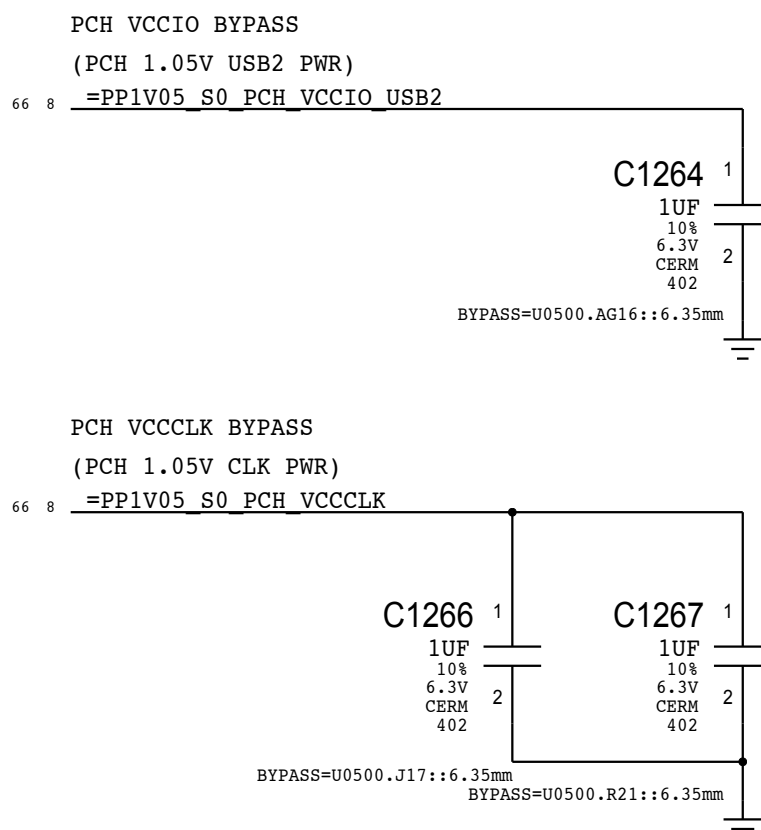 PCH VCCIO BYPASS
(PCH 1.05V USB2 PWR)
66 8 =PP1V05_S0_PCH_VCCIO_USB2
C1264 1
1UF
10%
6.3V
CERM 2
402
BYPASS=U0500.AG16::6.35mm
PCH VCCCLK BYPASS
(PCH 1.05V CLK PWR)
66 8 =PP1V05_S0_PCH_VCCCLK
C1266 1
1UF
10%
6.3V
CERM 2
402
BYPASS=U0500.J17::6.35mm
C1267 1
1UF
10%
6.3V
CERM 2
402
BYPASS=U0500.R21::6.35mm